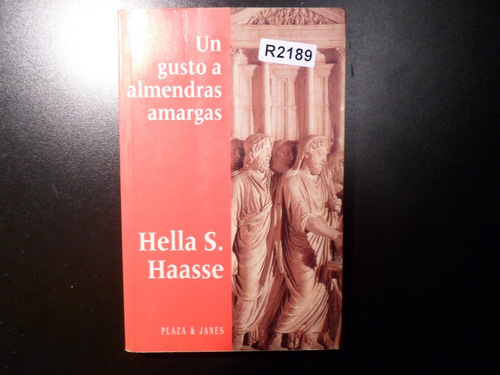 Un
gusto a
almendras
amargas
R2189
Hella S.
Haasse
PLAZA & JANES